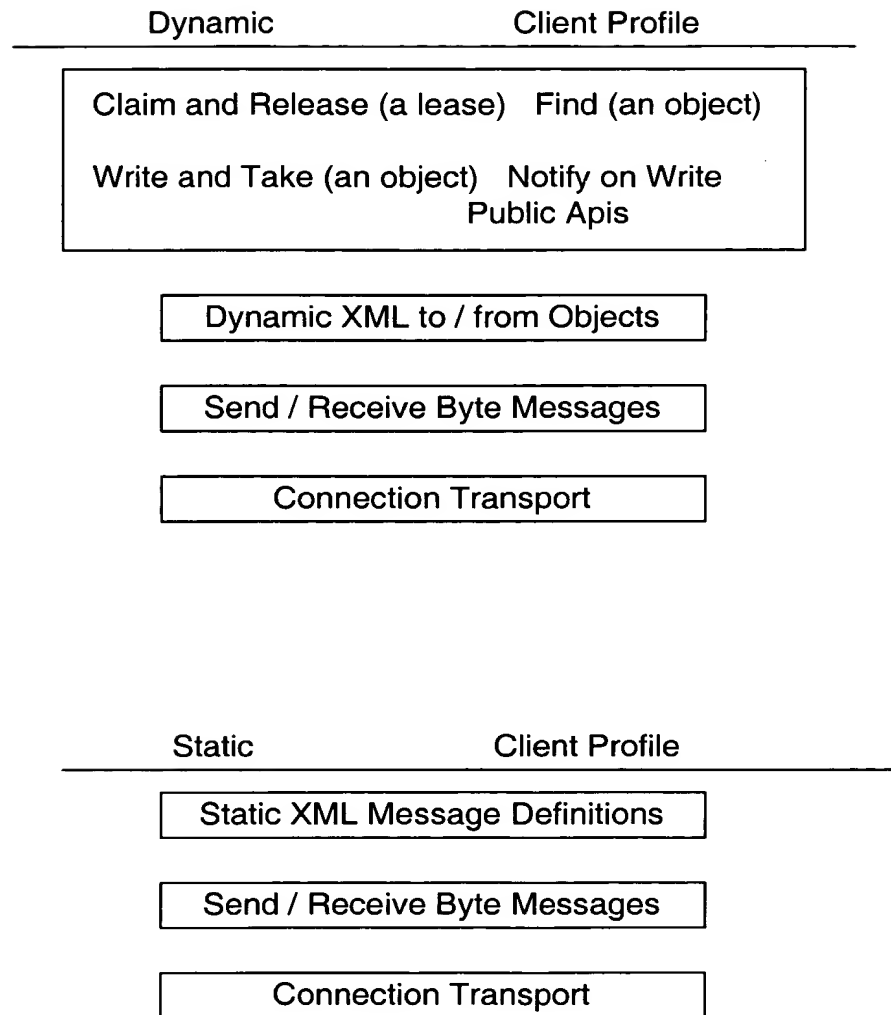 Dynamic Client Profile
Claim and Release (a lease) Find (an object)
Write and Take (an object) Notify on Write
Public Apis
Dynamic XML to / from Objects
Send / Receive Byte Messages
Connection Transport
Static Client Profile
Static XML Message Definitions
Send / Receive Byte Messages
Connection Transport